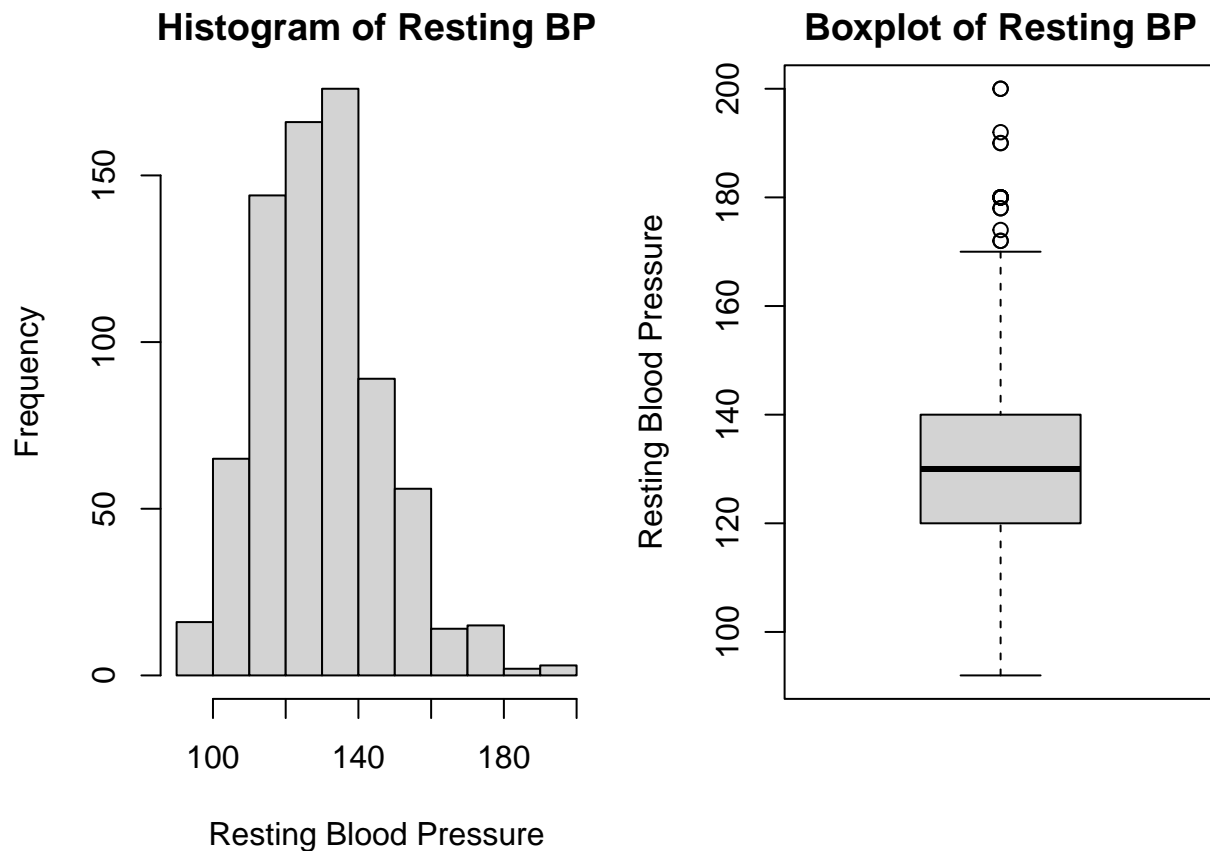 Histogram of Resting BP
Frequency
150
100
50
0
100
140
180
Resting Blood Pressure
Boxplot of Resting BP
Resting Blood Pressure
200
180
160
140
120
100